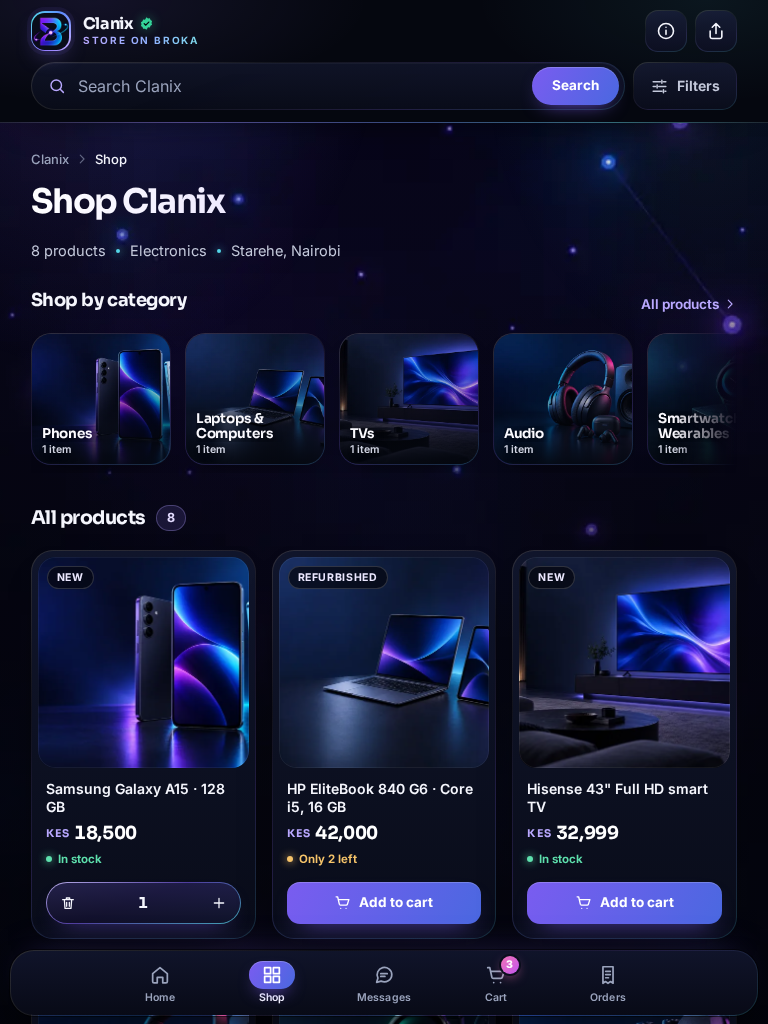 Clanix
STORE ON BROKA
Search Clanix
Search
Filters
Clanix > Shop
Shop Clanix
8 products • Electronics • Starehe, Nairobi
Shop by category
All products >
Phones
1 item
Laptops &
Computers
1 item
TVs
1 item
Audio
1 item
Wearables
1 item
All products 8
NEW
Samsung Galaxy A15 · 128
GB
KES 18,500
In stock
1 +
REFURBISHED
HP EliteBook 840 G6 · Core
i5, 16 GB
KES 42,000
Only 2 left
Add to cart
NEW
Hisense 43" Full HD smart
TV
KES 32,999
In stock
Add to cart
Home
Shop
Messages
3
Cart
Orders